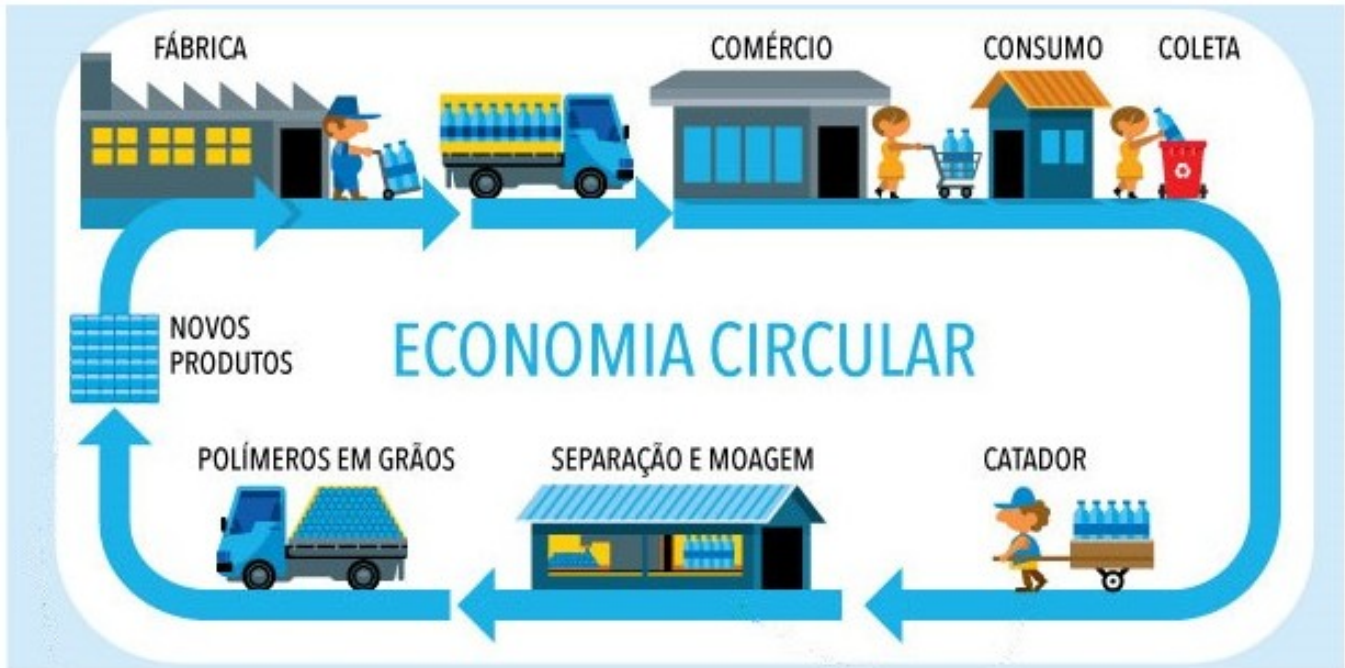 FÁBRICA
COMÉRCIO
CONSUMO
COLETA
NOVOS
PRODUTOS
ECONOMIA CIRCULAR
POLÍMEROS EM GRÃOS
SEPARAÇÃO E MOAGEM
CATADOR